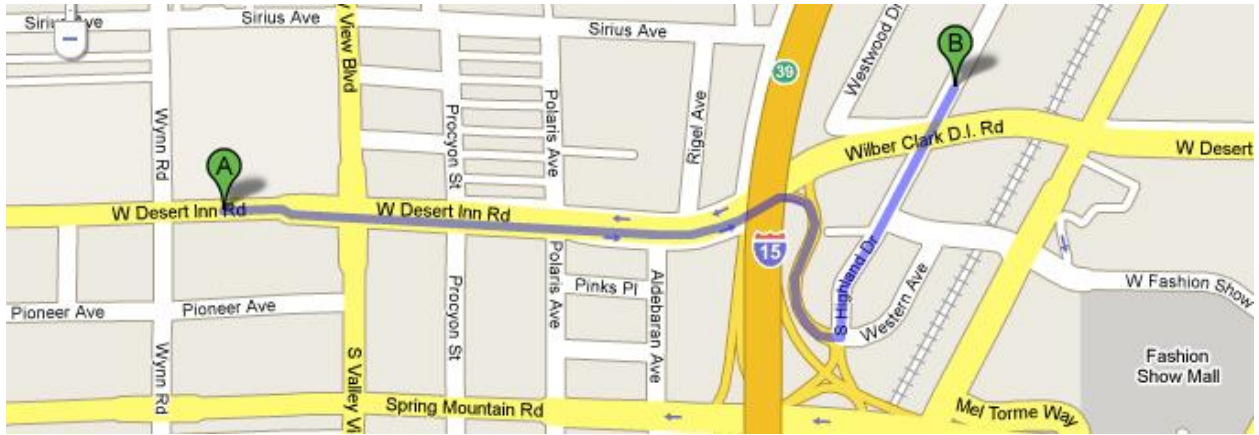 Sirius Ave
Sirius Ave
Sirius Ave
39
Westwood Dr
B
View Blvd
Wynn Rd
Procyon St
Polaris Ave
Rigel Ave
Wilber Clark D.I. Rd
W Desert
A
W Desert Inn Rd
W Desert Inn Rd
15
S Highland Dr
Western Ave
W Fashion Show
Polaris Ave
Aldebaran Ave
Pinks Pl
Pioneer Ave
Pioneer Ave
Procyon St
Wynn Rd
S Valley Vi
Spring Mountain Rd
Mel Torme Way
Fashion
Show Mall